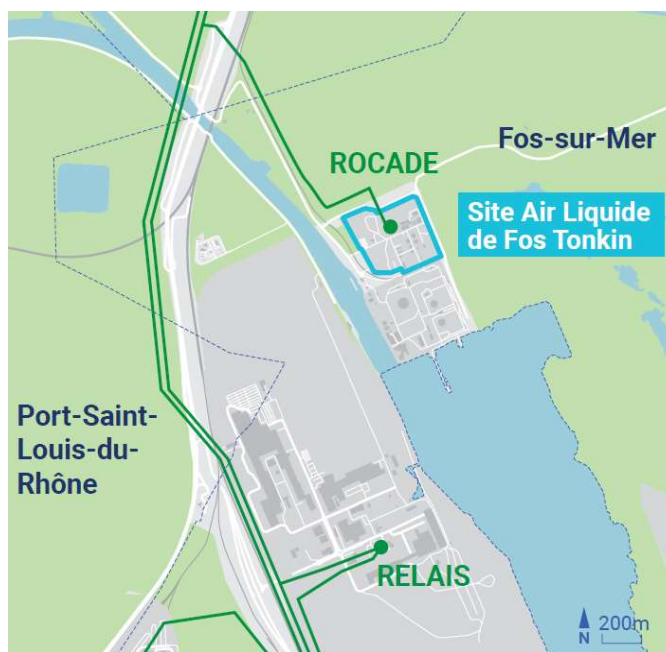 ROCADE
Fos-sur-Mer
Site Air Liquide
de Fos Tonkin
Port-Saint-
Louis-du-
Rhône
RELAIS
N 200m